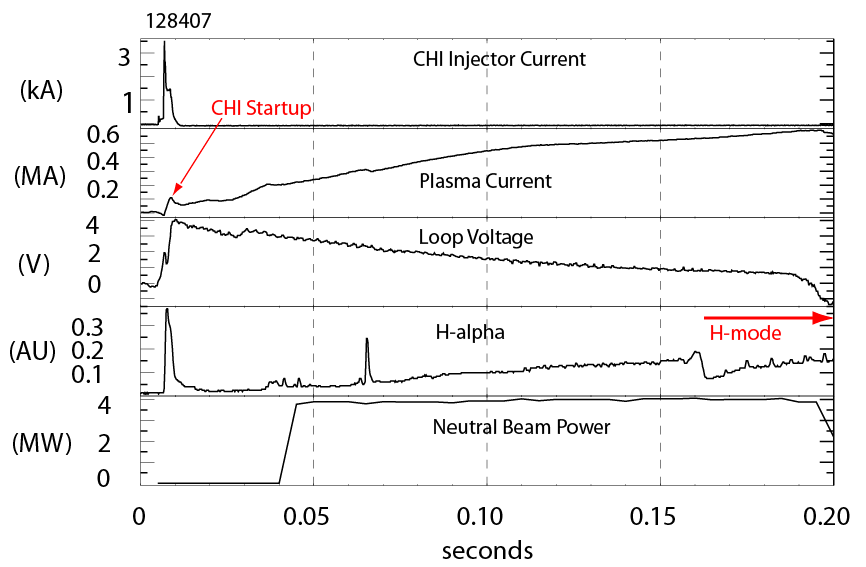 128407
3
1
(kA)
CHI Injector Current
CHI Startup
0.6
0.4
0.2
(MA)
Plasma Current
4
2
0
(V)
Loop Voltage
0.3
0.2
0.1
(AU)
H-alpha
H-mode
4
2
0
(MW)
Neutral Beam Power
0 0.05 0.10 0.15 0.20
seconds